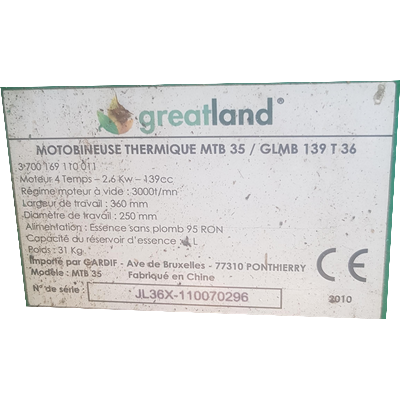 greatland®
MOTOBINEUSE THERMIQUE MTB 35 / GLMB 139 T 36
3 700 169 110 011
Moteur 4 Temps - 2.6 Kw - 139cc
Régime moteur à vide : 3000t/mn
Largeur de travail : 360 mm
Diamètre de travail : 250 mm
Alimentation : Essence sans plomb 95 RON
Capacité du réservoir d'essence : L
Poids : 31 Kg
Importé par GARDIF - Ave de Bruxelles - 77310 PONTHIERRY
Modèle : MTB 35 Fabriqué en Chine
CE
N° de série : JL36X-110070296
2010